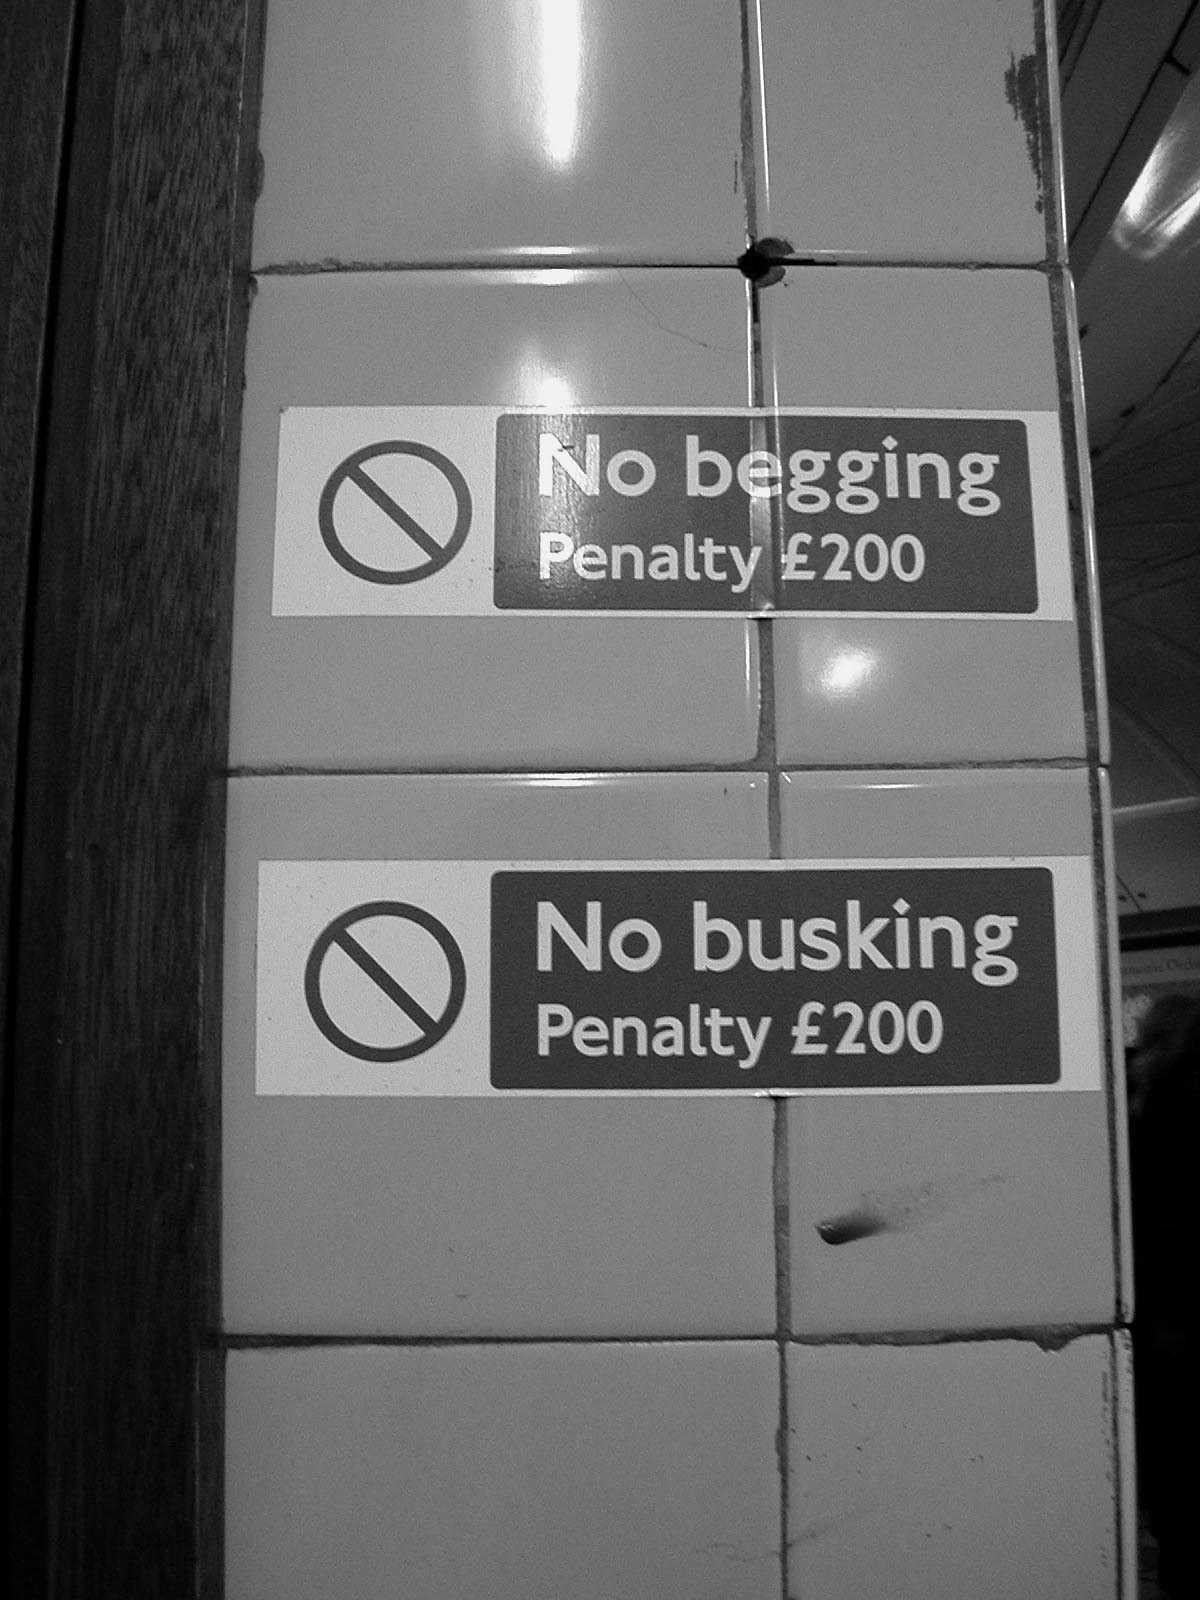 No begging
Penalty £200
No busking
Penalty £200